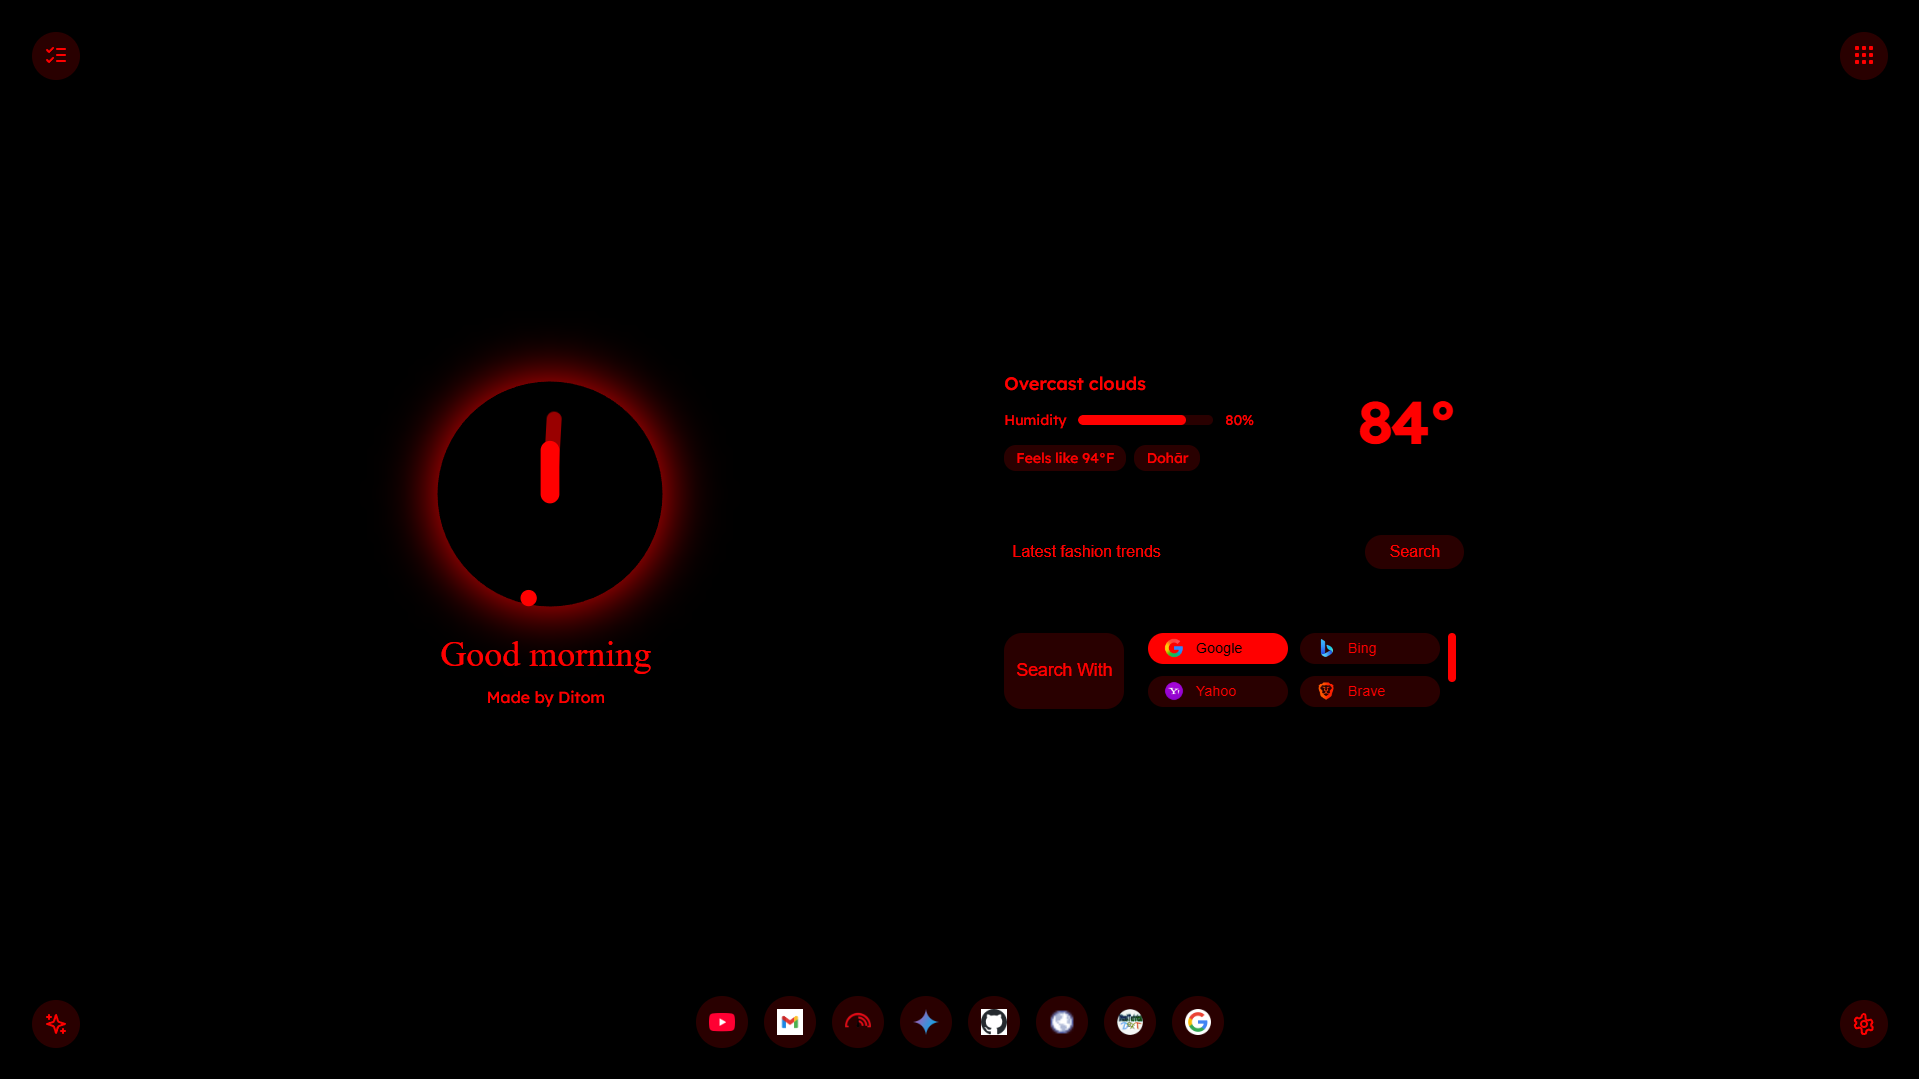 Overcast clouds
Humidity 80%
84°
Feels like 94°F Dohār
Latest fashion trends Search
Good morning
Made by Ditom
Search With
Google Bing
Yahoo Brave